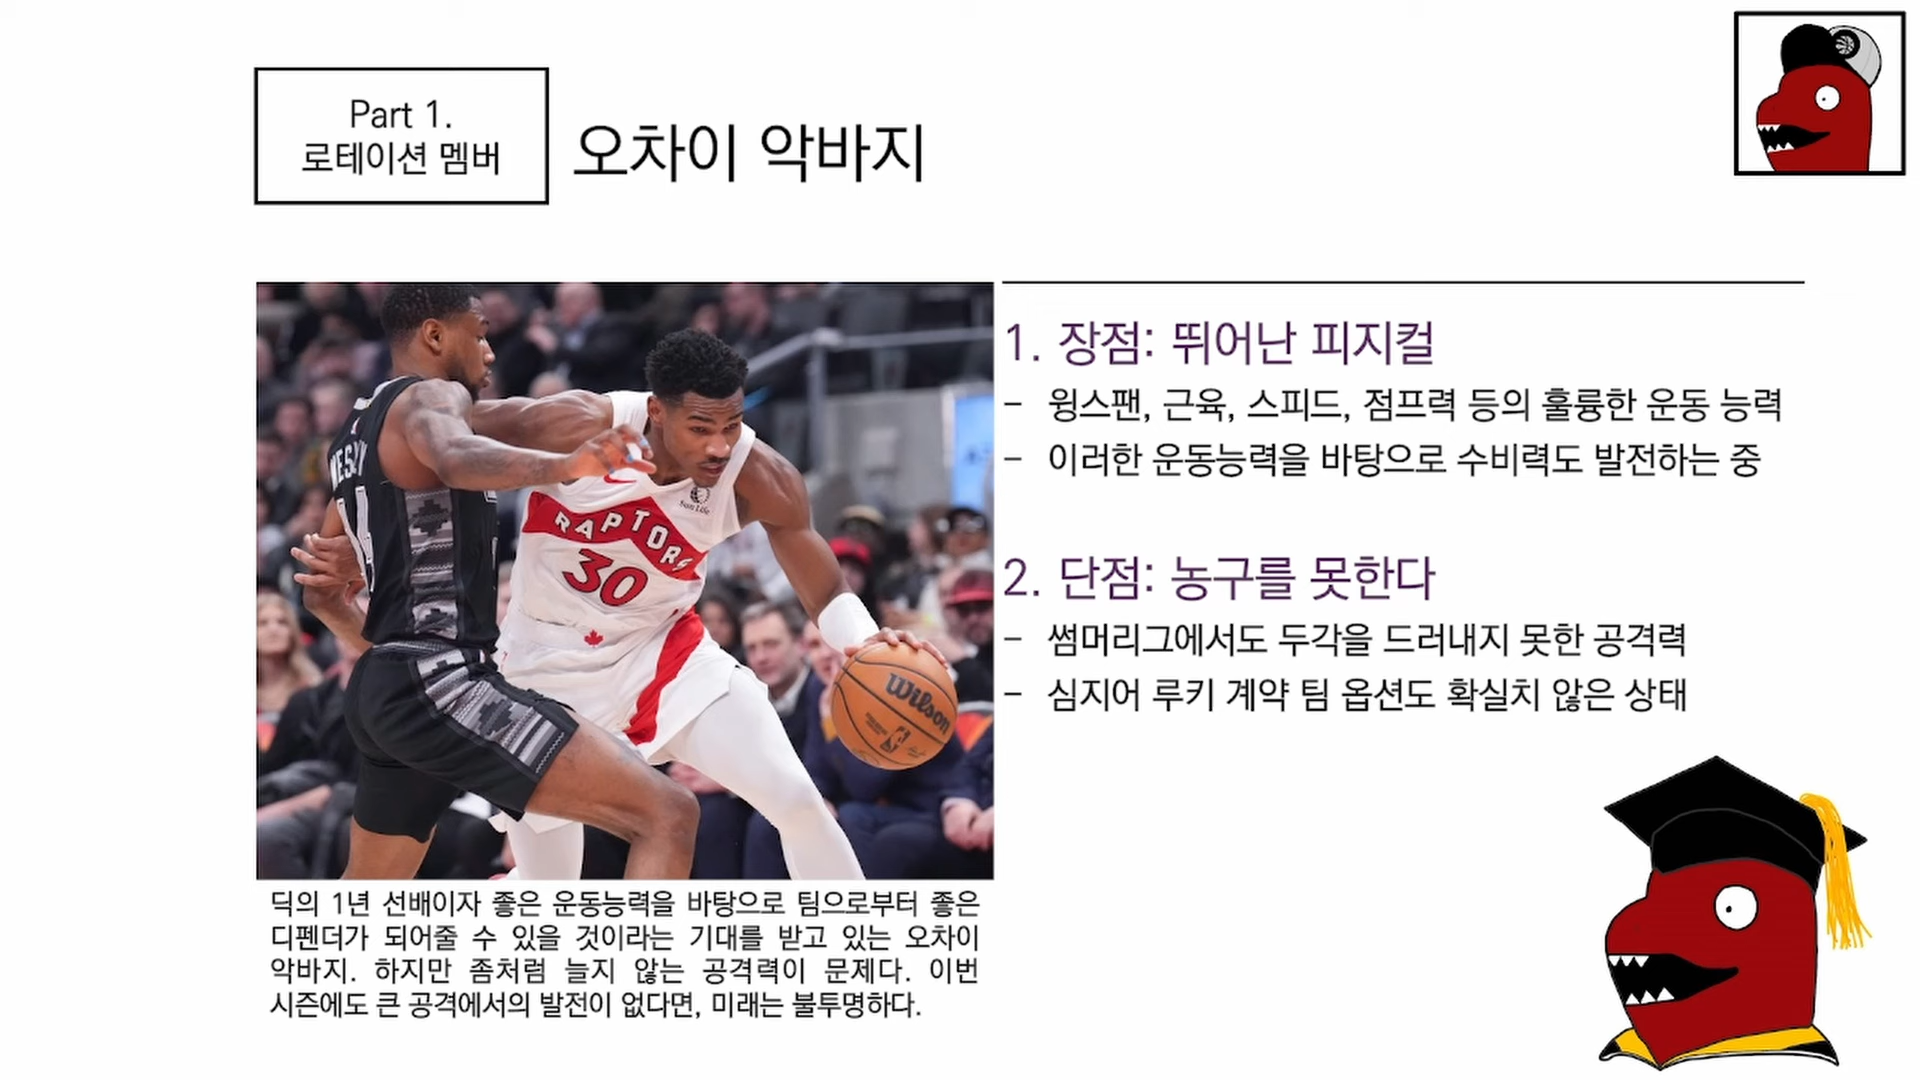 Part 1.
로테이션 멤버
오차이 악바지
1. 장점: 뛰어난 피지컬
- 윙스팬, 근육, 스피드, 점프력 등의 훌륭한 운동 능력
- 이러한 운동능력을 바탕으로 수비력도 발전하는 중
2. 단점: 농구를 못한다
- 썸머리그에서도 두각을 드러내지 못한 공격력
- 심지어 루키 계약 팀 옵션도 확실치 않은 상태
RAPTORS
30
Sun Life
Wilson
딕의 1년 선배이자 좋은 운동능력을 바탕으로 팀으로부터 좋은
디펜더가 되어줄 수 있을 것이라는 기대를 받고 있는 오차이
악바지. 하지만 좀처럼 늘지 않는 공격력이 문제다. 이번
시즌에도 큰 공격에서의 발전이 없다면, 미래는 불투명하다.